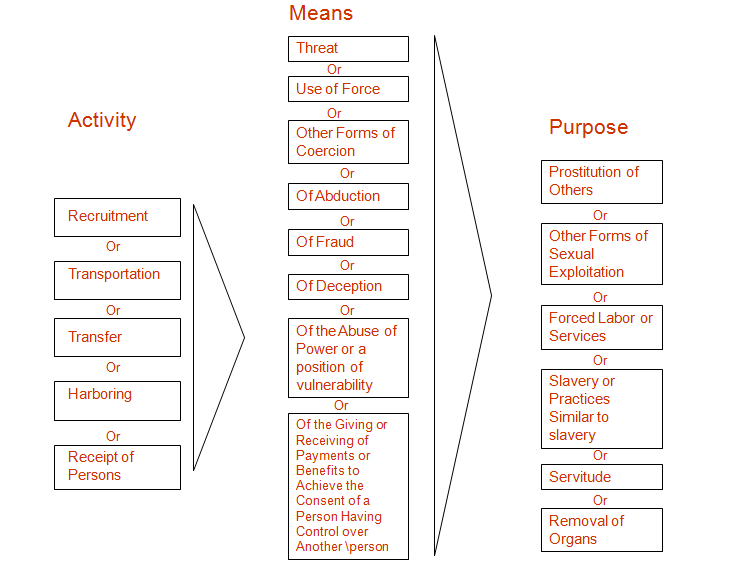 Activity
Recruitment
Or
Transportation
Or
Transfer
Or
Harboring
Or
Receipt of
Persons
Means
Threat
Or
Use of Force
Or
Other Forms of
Coercion
Or
Of Abduction
Or
Of Fraud
Or
Of Deception
Or
Of the Abuse of
Power or a
position of
vulnerability
Or
Of the Giving or
Receiving of
Payments or
Benefits to
Achieve the
Consent of a
Person Having
Control over
Another \person
Purpose
Prostitution of
Others
Or
Other Forms of
Sexual
Exploitation
Or
Forced Labor or
Services
Or
Slavery or
Practices
Similar to
slavery
Or
Servitude
Or
Removal of
Organs